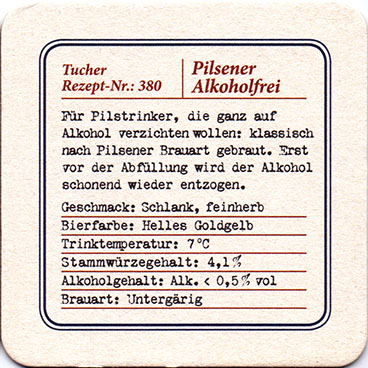 Tucher
Rezept-Nr.: 380
Pilsener
Alkoholfrei
Für Pilstrinker, die ganz auf
Alkohol verzichten wollen: klassisch
nach Pilsener Brauart gebraut. Erst
vor der Abfüllung wird der Alkohol
schonend wieder entzogen.
Geschmack: Schlank, feinherb
Bierfarbe: Helles Goldgelb
Trinktemperatur: 7°C
Stammwürzegehalt: 4,1%
Alkoholgehalt: Alk. < 0,5% vol
Brauart: Untergärig